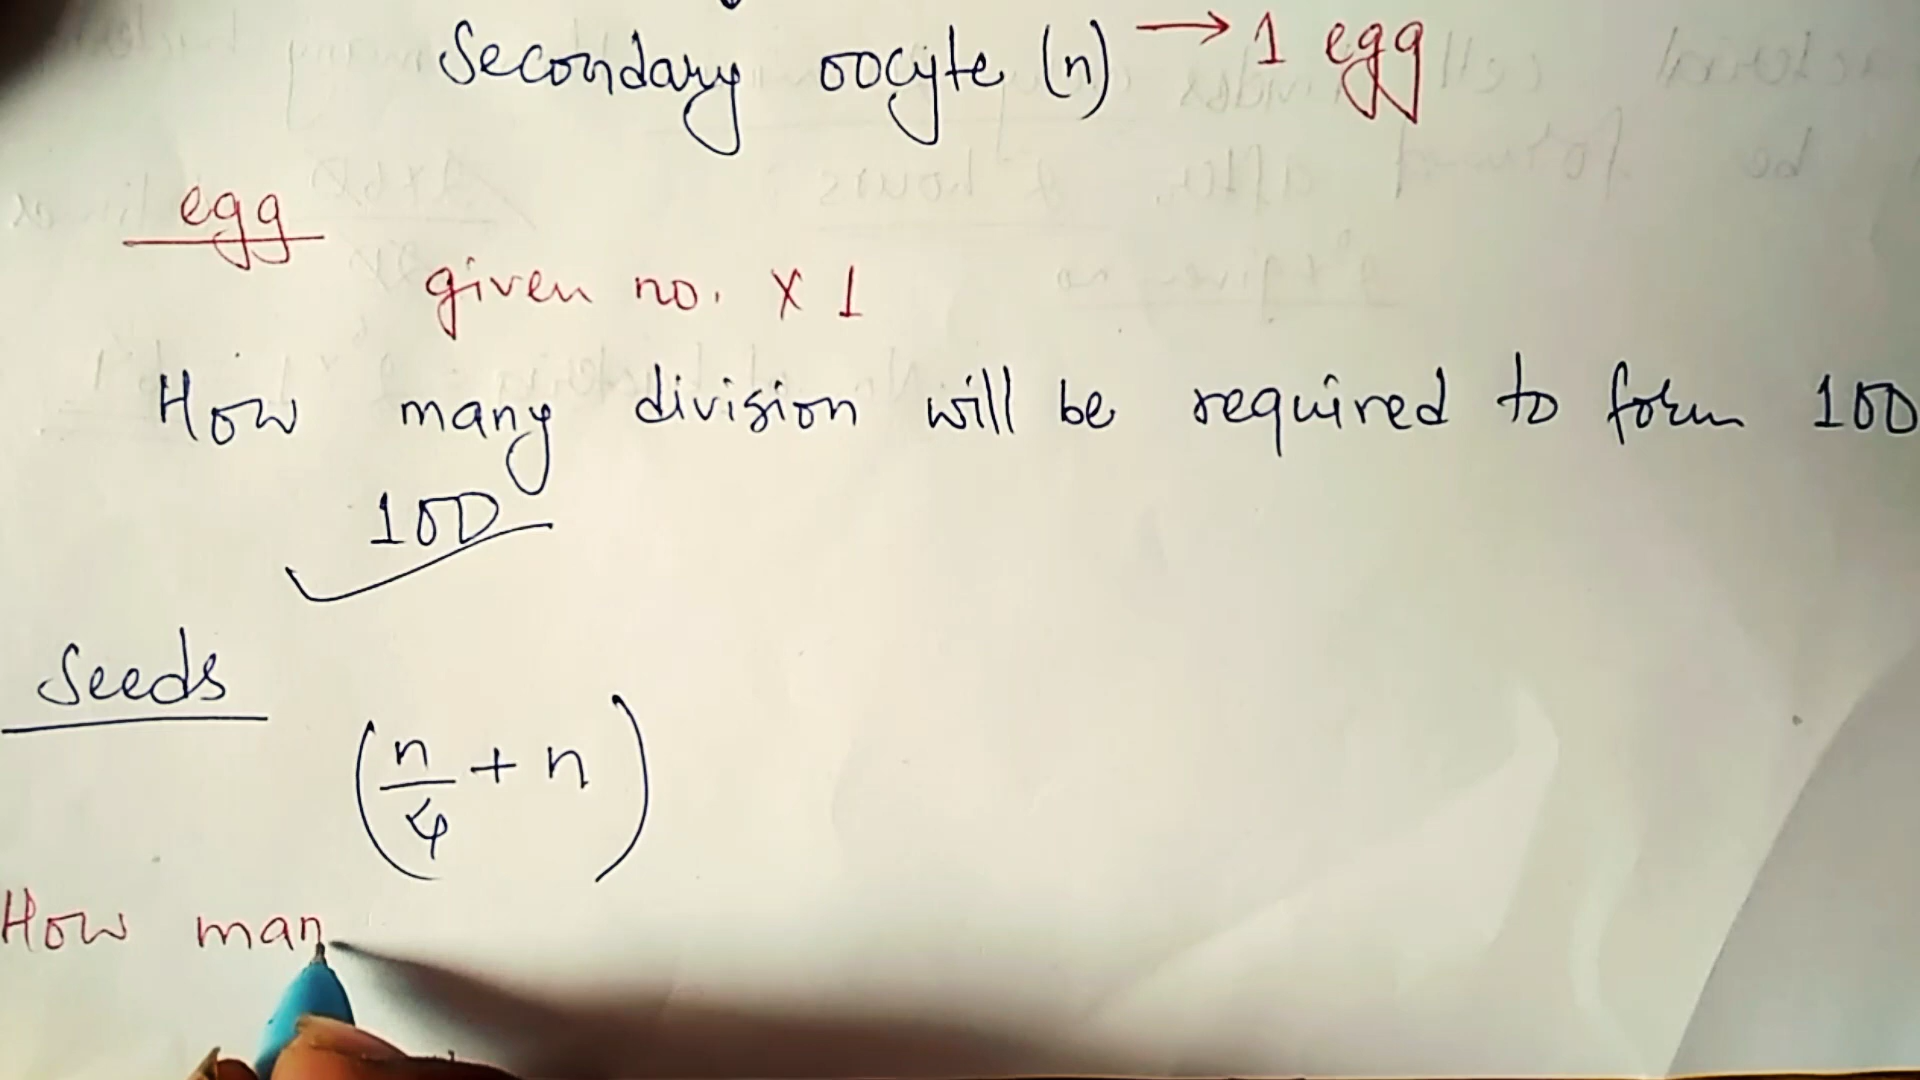 Secondary oocyte (n) → 1 egg
egg
given no. x 1
How many division will be required to form 100
100
Seeds
(n/4 + n)
How man